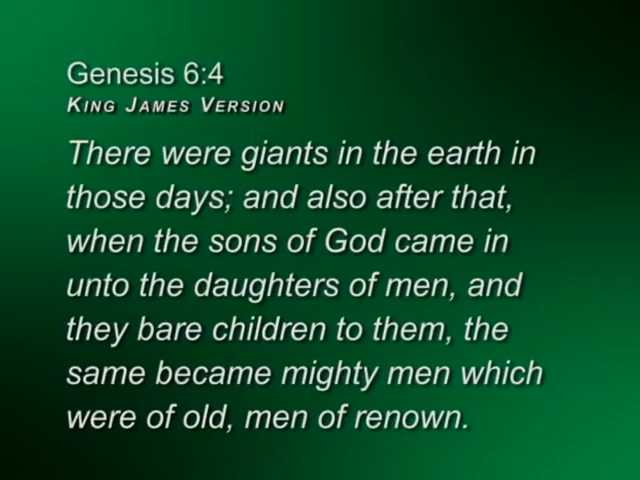 Genesis 6:4
KING JAMES VERSION
There were giants in the earth in
those days; and also after that,
when the sons of God came in
unto the daughters of men, and
they bare children to them, the
same became mighty men which
were of old, men of renown.